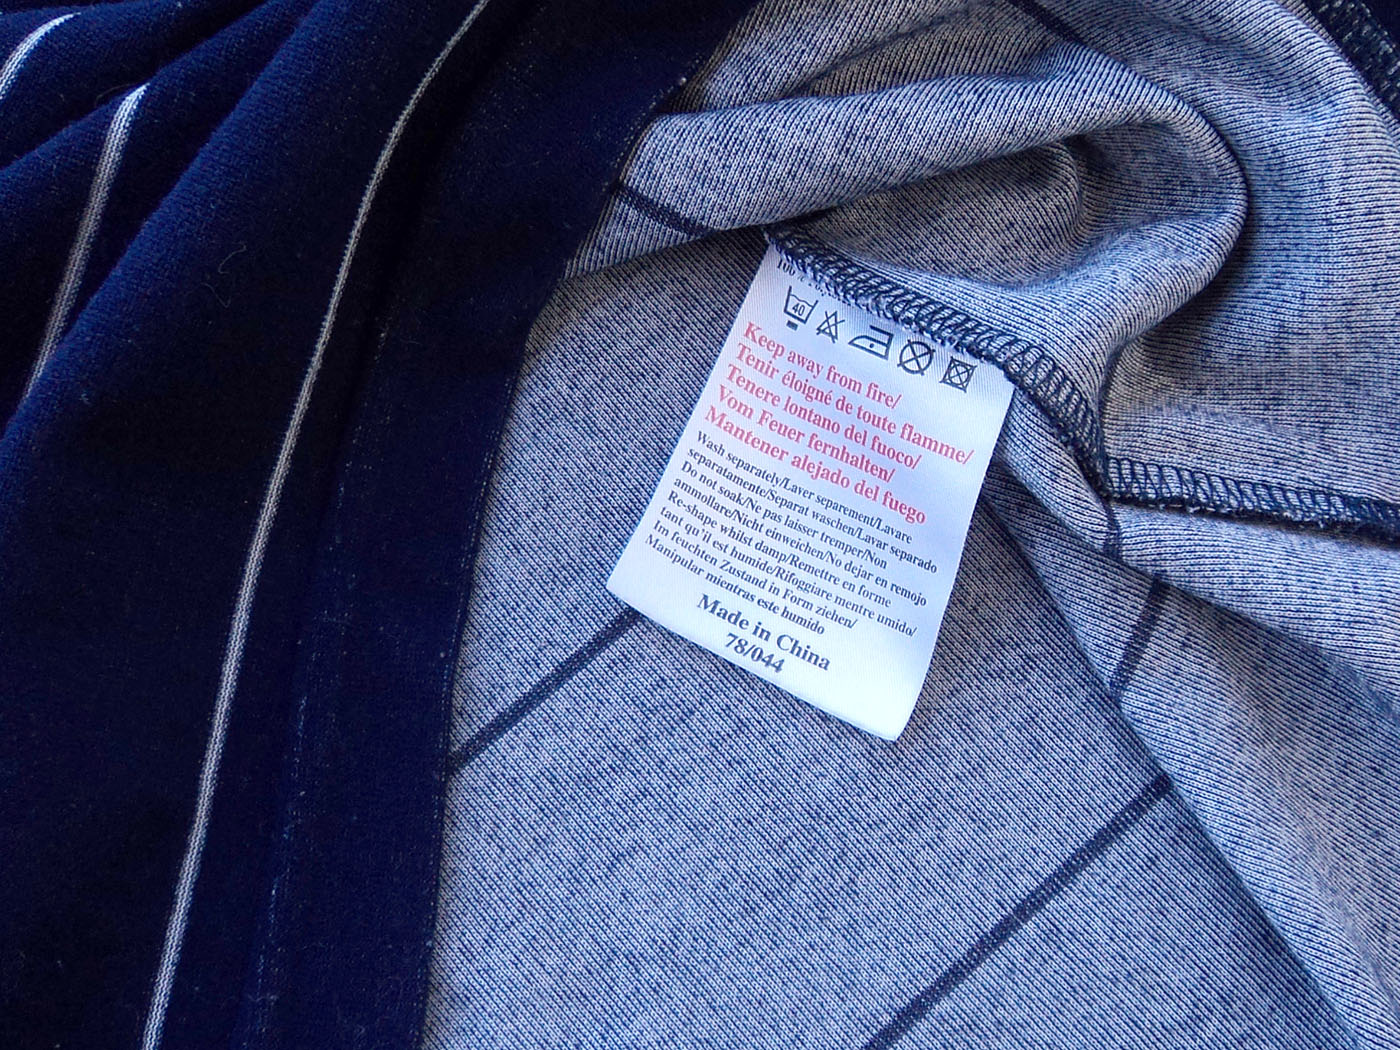 100%
40
Keep away from fire/
Tenir éloigné de toute flamme/
Tenere lontano del fuoco/
Vom Feuer fernhalten/
Mantener alejado del fuego
Wash separately/Laver separement/Lavare
separatamente/Separat waschen/Lavar separado
Do not soak/Ne pas laisser tremper/Non
ammollare/Nicht einweichen/No dejar en remojo
Re-shape whilst damp/Remettre en forme
tant qu'il est humide/Rifoggiare mentre umido/
Im feuchten Zustand in Form ziehen/
Manipular mientras este humido
Made in China
78/044